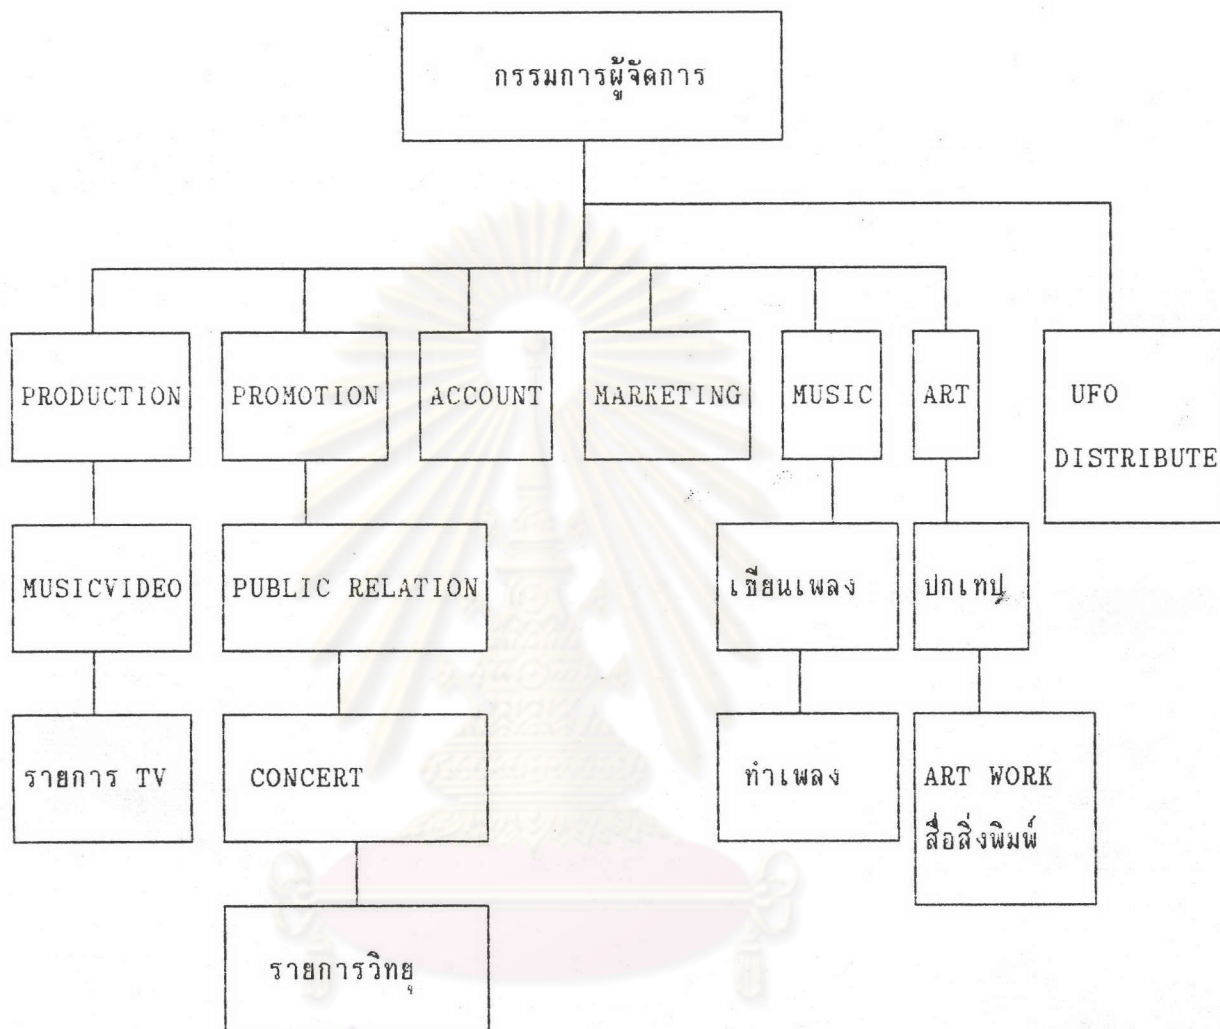 กรรมการผู้จัดการ
PRODUCTION
PROMOTION
ACCOUNT
MARKETING
MUSIC
ART
UFO
DISTRIBUTE
MUSICVIDEO
PUBLIC RELATION
เขียนเพลง
ปกเทป
รายการ TV
CONCERT
ทำเพลง
ART WORK
สื่อสิ่งพิมพ์
รายการวิทยุ